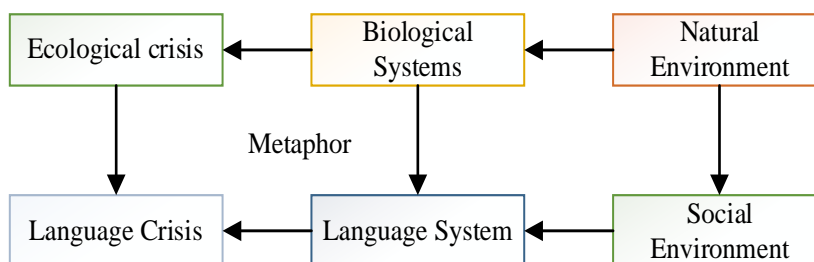 Ecological crisis
Biological
Systems
Natural
Environment
Metaphor
Language Crisis
Language System
Social
Environment